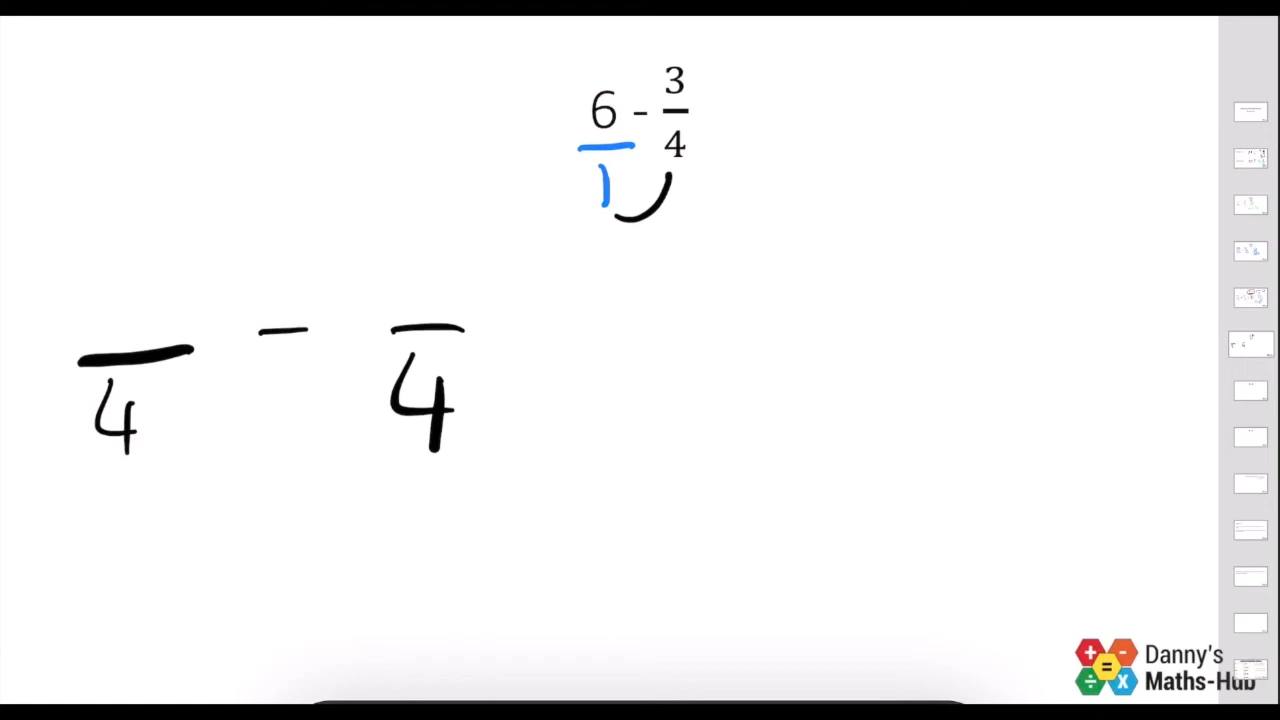 6 - 3/4
1
4 - 4
Danny's
Maths-Hub
+ - = ÷ x